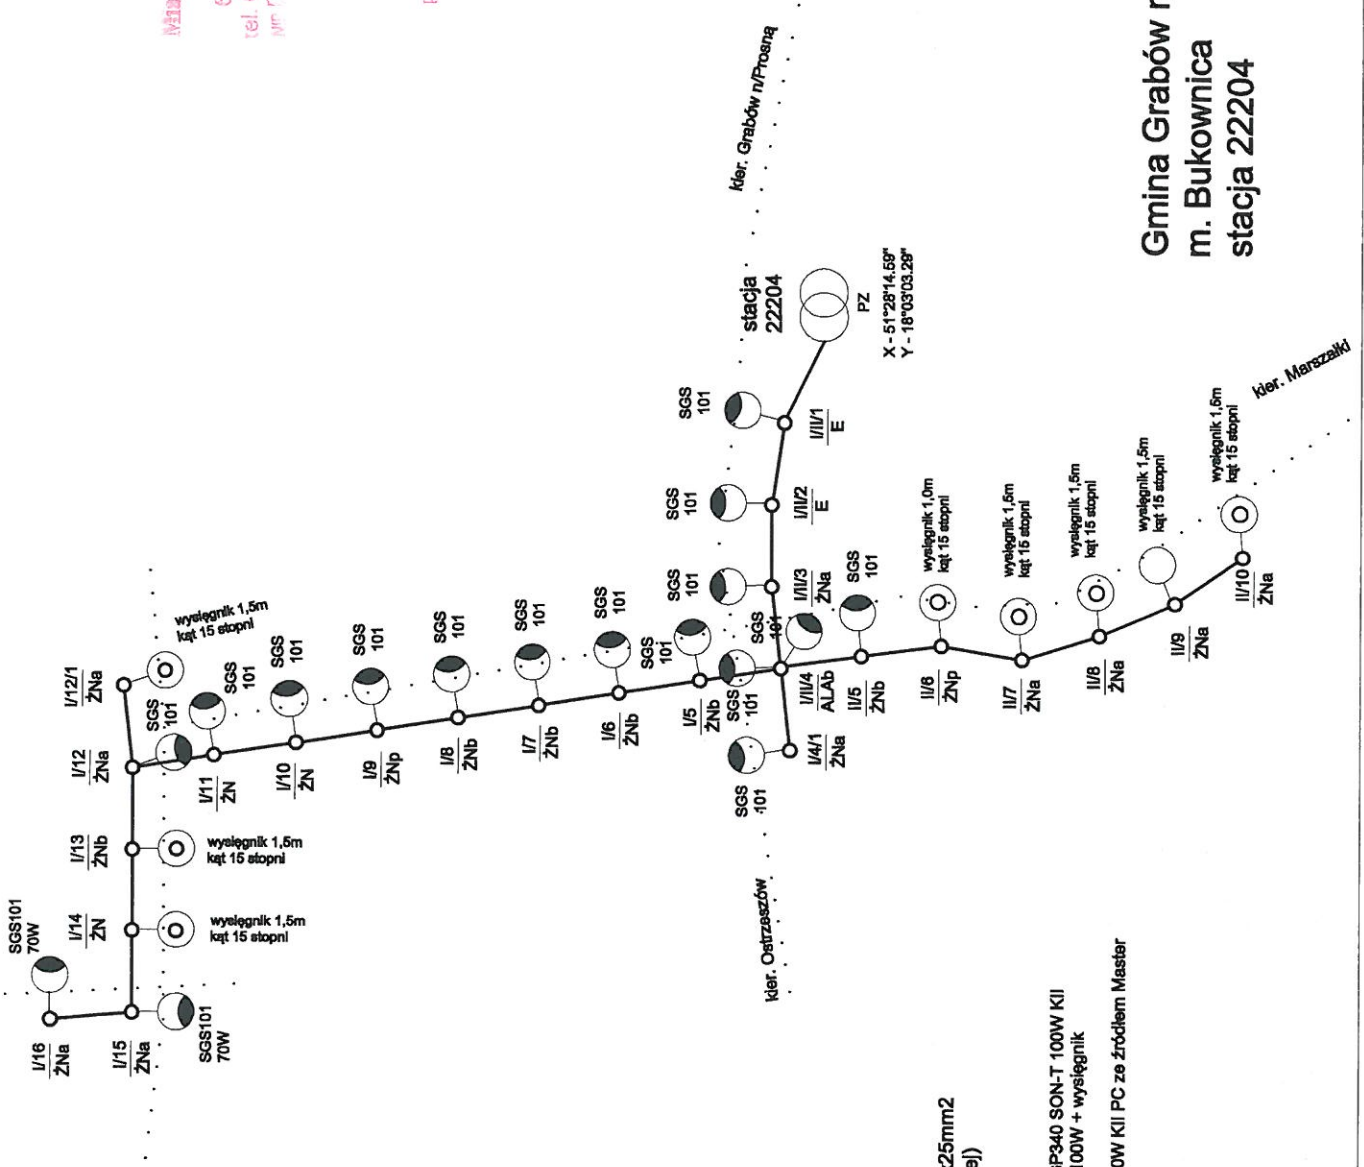 kier. Grabów n/Prosną
Gmina Grabów
m. Bukownica
stacja 22204
stacja
22204
PZ
X - 51°28'14.59"
Y - 18°03'03.29"
kier. Marszałki
kier. Ostrzeszów
SGS101
70W
I/16
ŻNa
I/15
ŻNa
SGS101
70W
I/14
ŻN
wysięgnik 1,5m
kąt 15 stopni
I/13
ŻNb
wysięgnik 1,5m
kąt 15 stopni
I/12
ŻNa
SGS
101
I/12/1
ŻNa
wysięgnik 1,5m
kąt 15 stopni
I/11
ŻN
SGS
101
I/10
ŻN
SGS
101
I/9
ŻNp
SGS
101
I/8
ŻNb
SGS
101
I/7
ŻNb
SGS
101
I/6
ŻNb
SGS
101
I/5
ŻNb
SGS
101
I/4/1
ŻNa
SGS
101
I/II/4
ALAb
SGS
101
SGS
101
I/II/3
ŻNa
SGS
101
I/II/2
E
SGS
101
I/II/1
E
SGS
101
II/5
ŻNb
SGS
101
II/6
ŻNp
wysięgnik 1,0m
kąt 15 stopni
II/7
ŻNa
wysięgnik 1,5m
kąt 15 stopni
II/8
ŻNa
wysięgnik 1,5m
kąt 15 stopni
II/9
ŻNa
wysięgnik 1,5m
kąt 15 stopni
II/10
ŻNa
wysięgnik 1,5m
kąt 15 stopni
25mm2
ej)
P340 SON-T 100W KII
100W + wysięgnik
0W KII PC ze źródłem Master
tel.